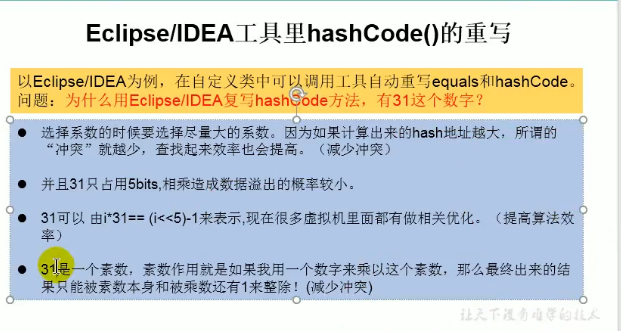 Eclipse/IDEA工具里hashCode()的重写
以Eclipse/IDEA为例，在自定义类中可以调用工具自动重写equals和hashCode。
问题：为什么用Eclipse/IDEA复写hashCode方法，有31这个数字？
● 选择系数的时候要选择尽量大的系数。因为如果计算出来的hash地址越大，所谓的
“冲突”就越少，查找起来效率也会提高。（减少冲突）
● 并且31只占用5bits,相乘造成数据溢出的概率较小。
● 31可以 由i*31== (i<<5)-1来表示,现在很多虚拟机里面都有做相关优化。（提高算法效
率）
● 31是一个素数，素数作用就是如果我用一个数字来乘以这个素数，那么最终出来的结
果只能被素数本身和被乘数还有1来整除！(减少冲突)
让天下没有难学的技术